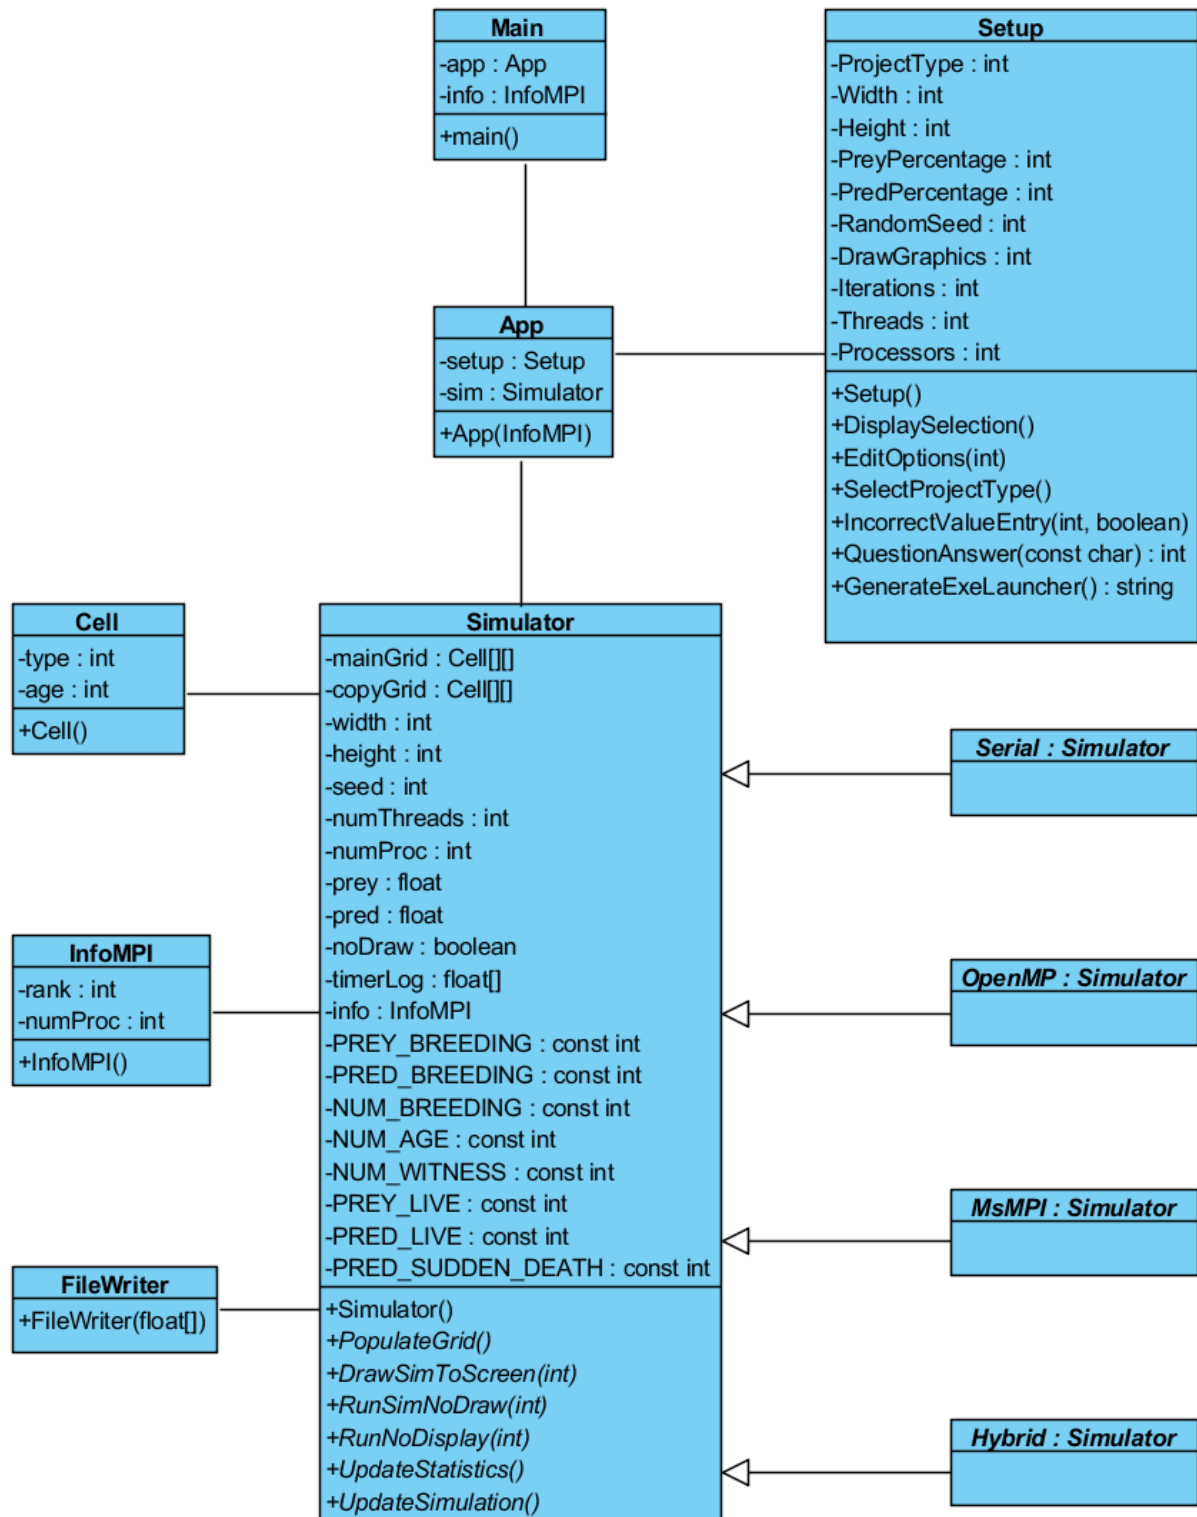 Main
-app : App
-info : InfoMPI
+main()
Setup
-ProjectType : int
-Width : int
-Height : int
-PreyPercentage : int
-PredPercentage : int
-RandomSeed : int
-DrawGraphics : int
-Iterations : int
-Threads : int
-Processors : int
+Setup()
+DisplaySelection()
+EditOptions(int)
+SelectProjectType()
+IncorrectValueEntry(int, boolean)
+QuestionAnswer(const char) : int
+GenerateExeLauncher() : string
App
-setup : Setup
-sim : Simulator
+App(InfoMPI)
Cell
-type : int
-age : int
+Cell()
Simulator
-mainGrid : Cell[][]
-copyGrid : Cell[][]
-width : int
-height : int
-seed : int
-numThreads : int
-numProc : int
-prey : float
-pred : float
-noDraw : boolean
-timerLog : float[]
-info : InfoMPI
-PREY_BREEDING : const int
-PRED_BREEDING : const int
-NUM_BREEDING : const int
-NUM_AGE : const int
-NUM_WITNESS : const int
-PREY_LIVE : const int
-PRED_LIVE : const int
-PRED_SUDDEN_DEATH : const int
+Simulator()
+PopulateGrid()
+DrawSimToScreen(int)
+RunSimNoDraw(int)
+RunNoDisplay(int)
+UpdateStatistics()
+UpdateSimulation()
InfoMPI
-rank : int
-numProc : int
+InfoMPI()
FileWriter
+FileWriter(float[])
Serial : Simulator
OpenMP : Simulator
MsMPI : Simulator
Hybrid : Simulator